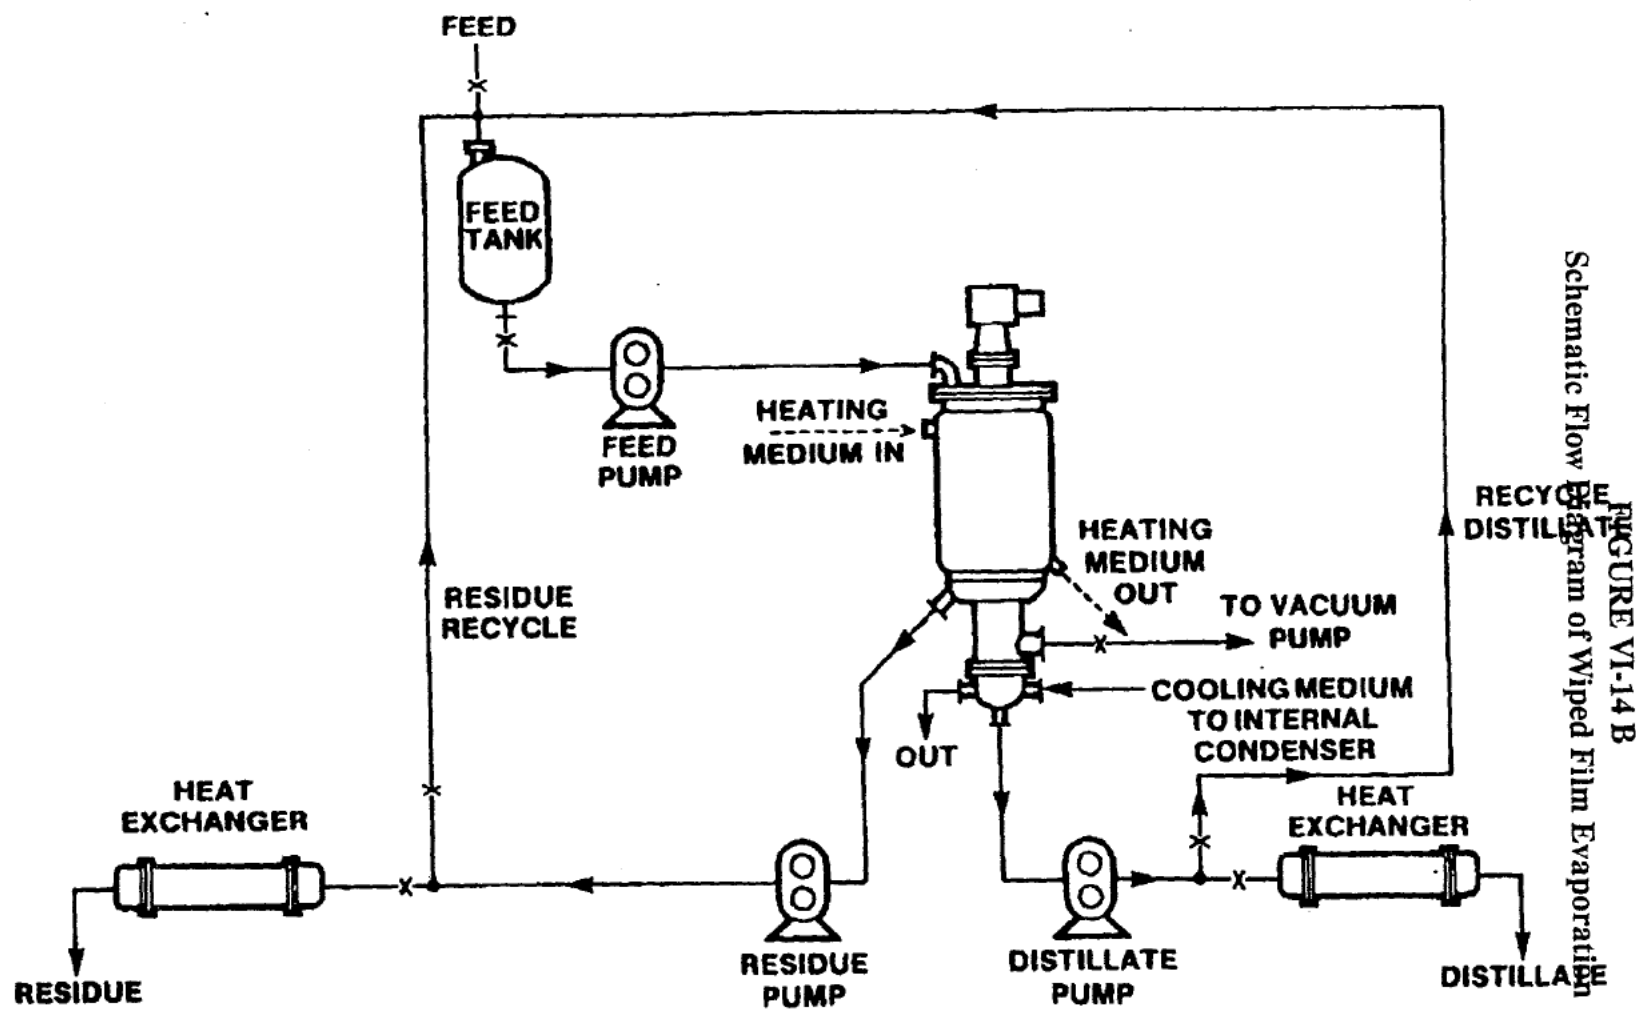 FEED
FEED
TANK
FEED
PUMP
HEATING
MEDIUM IN
HEATING
MEDIUM
OUT
TO VACUUM
PUMP
RECYCLE
DISTILLATE
RESIDUE
RECYCLE
COOLING MEDIUM
TO INTERNAL
CONDENSER
OUT
HEAT
EXCHANGER
HEAT
EXCHANGER
RESIDUE
PUMP
DISTILLATE
PUMP
RESIDUE
DISTILLATE
FIGURE VI-14 B
Schematic Flow Diagram of Wiped Film Evaporation